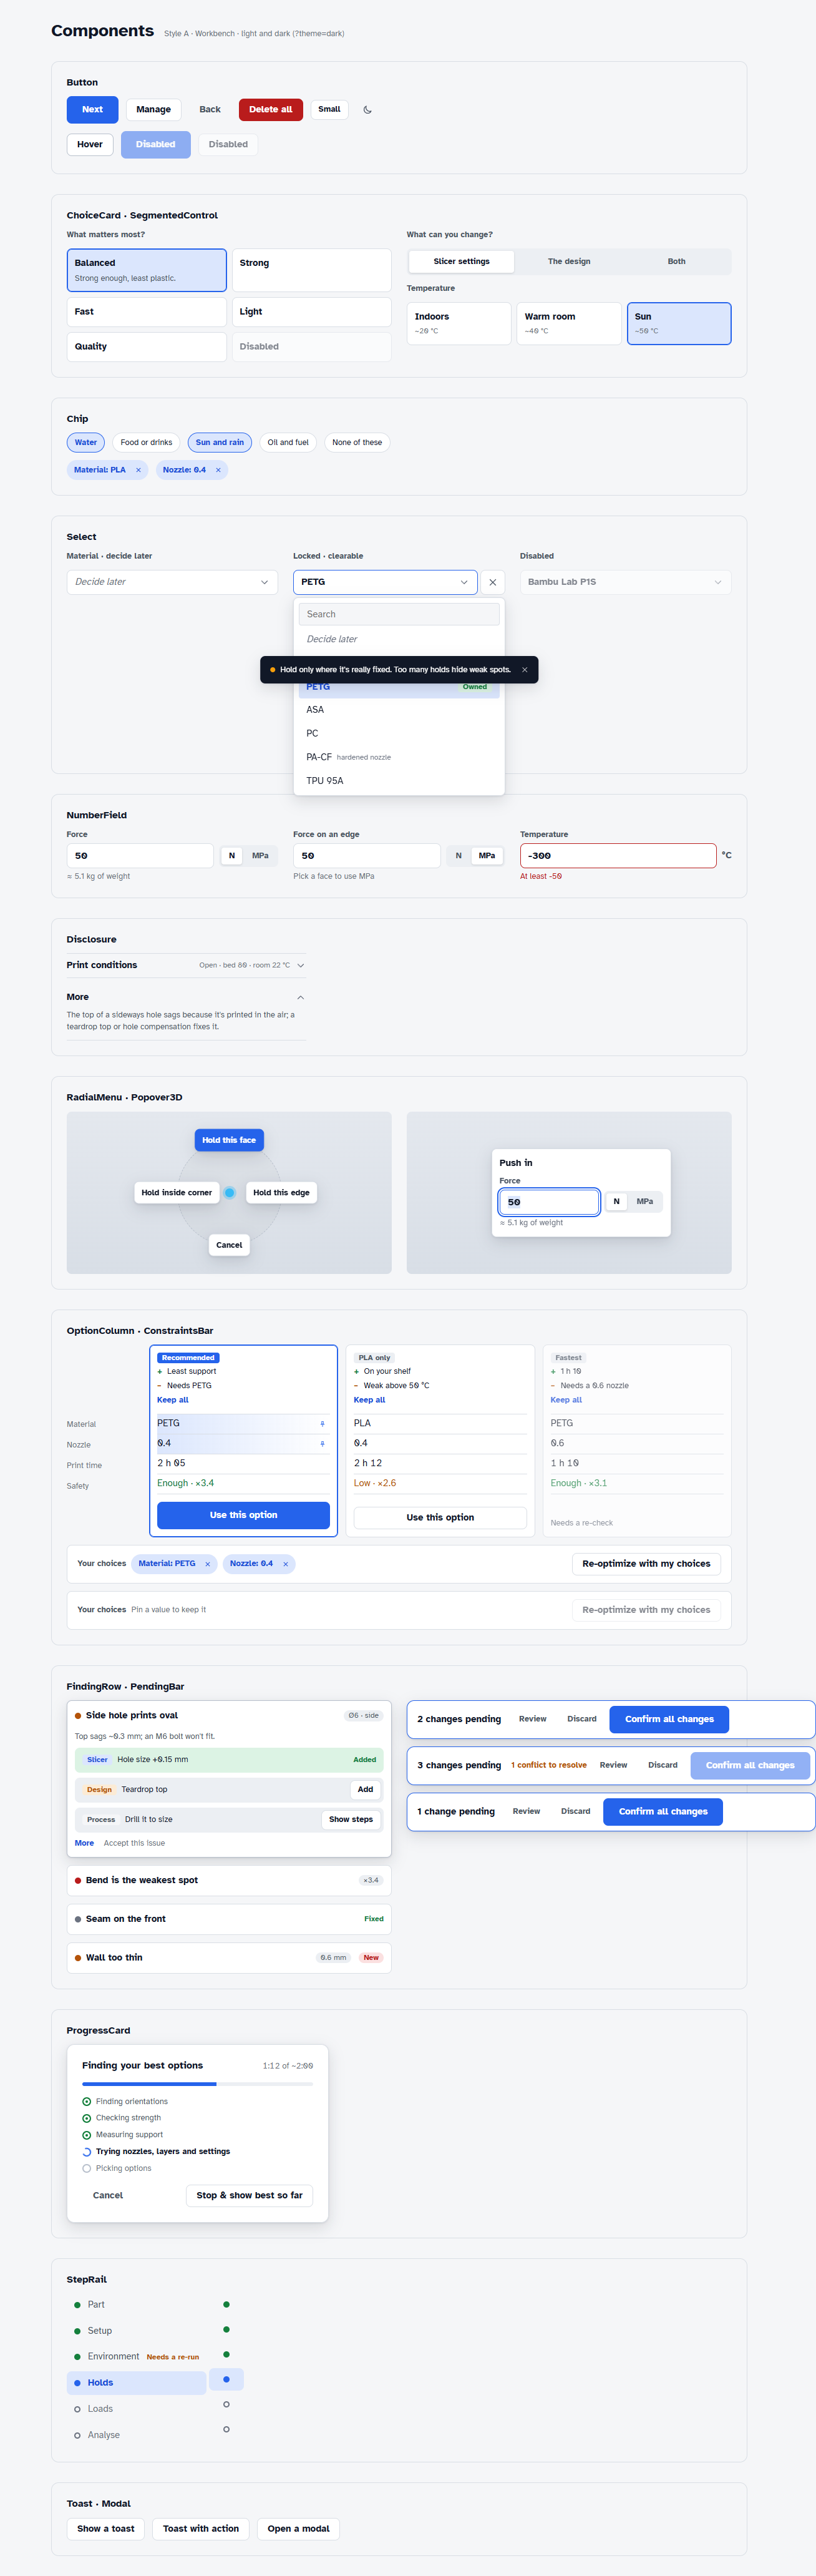 Components Style A · Workbench · light and dark (?theme=dark)
Button
Next Manage Back Delete all Small
Hover Disabled Disabled
ChoiceCard · SegmentedControl
What matters most?
Balanced
Strong enough, least plastic.
Strong
Fast
Light
Quality
Disabled
What can you change?
Slicer settings The design Both
Temperature
Indoors
~20 °C
Warm room
~40 °C
Sun
~50 °C
Chip
Water Food or drinks Sun and rain Oil and fuel None of these
Material: PLA × Nozzle: 0.4 ×
Select
Material · decide later
Decide later
Locked · clearable
PETG
Search
Decide later
Hold only where it's really fixed. Too many holds hide weak spots.
PETG Owned
ASA
PC
PA-CF hardened nozzle
TPU 95A
Disabled
Bambu Lab P1S
NumberField
Force
50 N MPa
≈ 5.1 kg of weight
Force on an edge
50 N MPa
Pick a face to use MPa
Temperature
-300 °C
At least -50
Disclosure
Print conditions Open · bed 80 · room 22 °C
More
The top of a sideways hole sags because it's printed in the air; a
teardrop top or hole compensation fixes it.
RadialMenu · Popover3D
Hold this face
Hold inside corner
Hold this edge
Cancel
Push in
Force
50 N MPa
≈ 5.1 kg of weight
OptionColumn · ConstraintsBar
Material
Nozzle
Print time
Safety
Recommended
+ Least support
− Needs PETG
Keep all
PETG
0.4
2 h 05
Enough · ×3.4
Use this option
PLA only
+ On your shelf
− Weak above 50 °C
Keep all
PLA
0.4
2 h 12
Low · ×2.6
Use this option
Fastest
+ 1 h 10
− Needs a 0.6 nozzle
Keep all
PETG
0.6
1 h 10
Enough · ×3.1
Needs a re-check
Your choices Material: PETG × Nozzle: 0.4 × Re-optimize with my choices
Your choices Pin a value to keep it Re-optimize with my choices
FindingRow · PendingBar
Side hole prints oval Ø6 · side
Top sags ~0.3 mm; an M6 bolt won't fit.
Slicer Hole size +0.15 mm Added
Design Teardrop top Add
Process Drill it to size Show steps
More Accept this issue
Bend is the weakest spot ×3.4
Seam on the front Fixed
Wall too thin 0.6 mm New
2 changes pending Review Discard Confirm all changes
3 changes pending 1 conflict to resolve Review Discard Confirm all changes
1 change pending Review Discard Confirm all changes
ProgressCard
Finding your best options 1:12 of ~2:00
Finding orientations
Checking strength
Measuring support
Trying nozzles, layers and settings
Picking options
Cancel Stop & show best so far
StepRail
Part
Setup
Environment Needs a re-run
Holds
Loads
Analyse
Toast · Modal
Show a toast Toast with action Open a modal